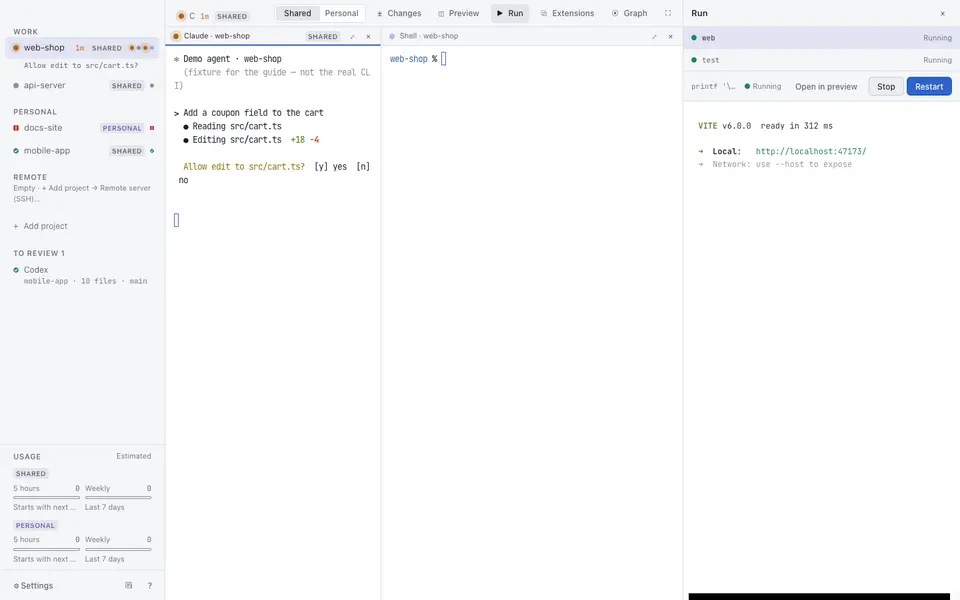 WORK
web-shop 1m SHARED
Allow edit to src/cart.ts?
api-server SHARED
PERSONAL
docs-site PERSONAL
mobile-app SHARED
REMOTE
Empty · + Add project → Remote server
(SSH)...
+ Add project
TO REVIEW 1
Codex
mobile-app · 10 files · main
USAGE Estimated
SHARED
5 hours 0 Weekly 0
Starts with next ... Last 7 days
PERSONAL
5 hours 0 Weekly 0
Starts with next ... Last 7 days
Settings ?
C 1m SHARED
Shared Personal ± Changes Preview Run Extensions Graph
Claude · web-shop SHARED ×
✻ Demo agent · web-shop
(fixture for the guide — not the real CL
I)
> Add a coupon field to the cart
● Reading src/cart.ts
● Editing src/cart.ts +18 -4
Allow edit to src/cart.ts? [y] yes [n]
no
Shell · web-shop ×
web-shop %
Run ×
web Running
test Running
printf '\… Running Open in preview Stop Restart
VITE v6.0.0 ready in 312 ms
➜ Local: http://localhost:47173/
➜ Network: use --host to expose